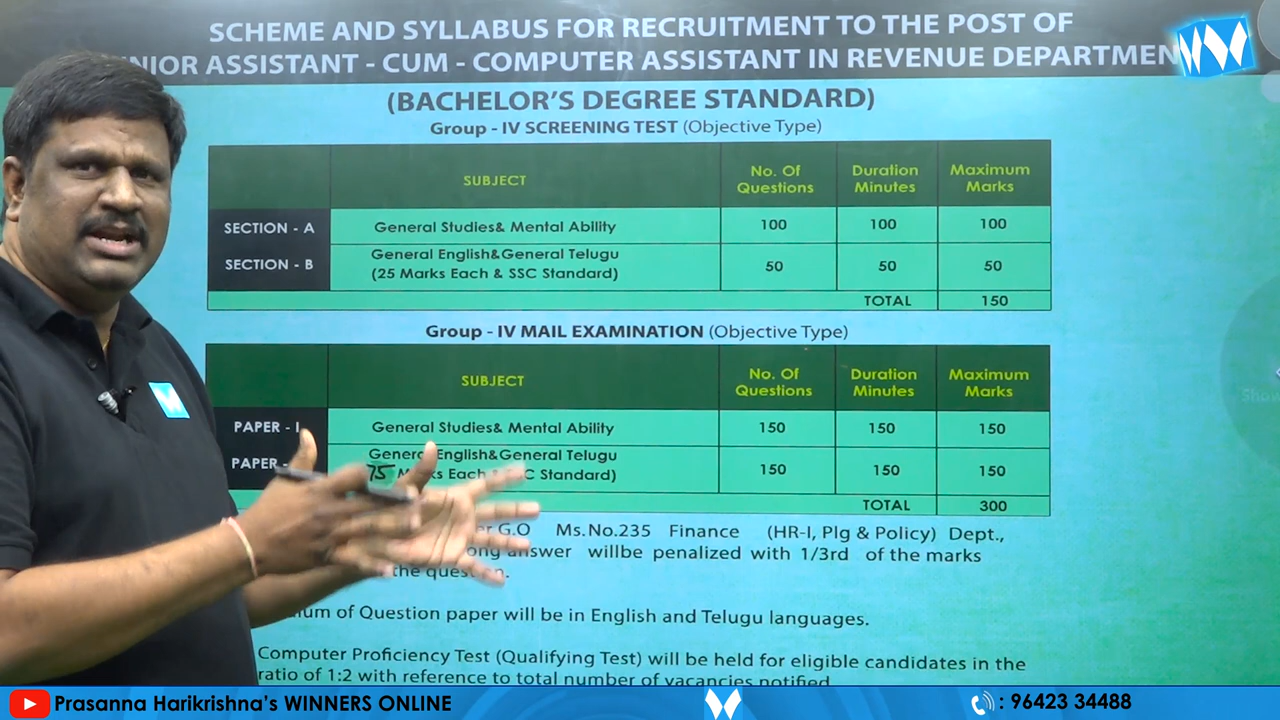 SCHEME AND SYLLABUS FOR RECRUITMENT TO THE POST OF
NIOR ASSISTANT - CUM - COMPUTER ASSISTANT IN REVENUE DEPARTMEN
(BACHELOR'S DEGREE STANDARD)
Group - IV SCREENING TEST (Objective Type)
SUBJECT No. Of Questions Duration Minutes Maximum Marks
SECTION - A General Studies& Mental Ability 100 100 100
SECTION - B General English&General Telugu (25 Marks Each & SSC Standard) 50 50 50
TOTAL 150
Group - IV MAIL EXAMINATION (Objective Type)
SUBJECT No. Of Questions Duration Minutes Maximum Marks
PAPER - I General Studies& Mental Ability 150 150 150
PAPER - General English&General Telugu 75 Each Standard) 150 150 150
TOTAL 300
G.O Ms.No.235 Finance (HR-I, Plg & Policy) Dept.,
answer willbe penalized with 1/3rd of the marks
the
of Question paper will be in English and Telugu languages.
Computer Proficiency Test (Qualifying Test) will be held for eligible candidates in the
ratio of 1:2 with reference to total number of vacancies notified
Prasanna Harikrishna's WINNERS ONLINE : 96423 34488